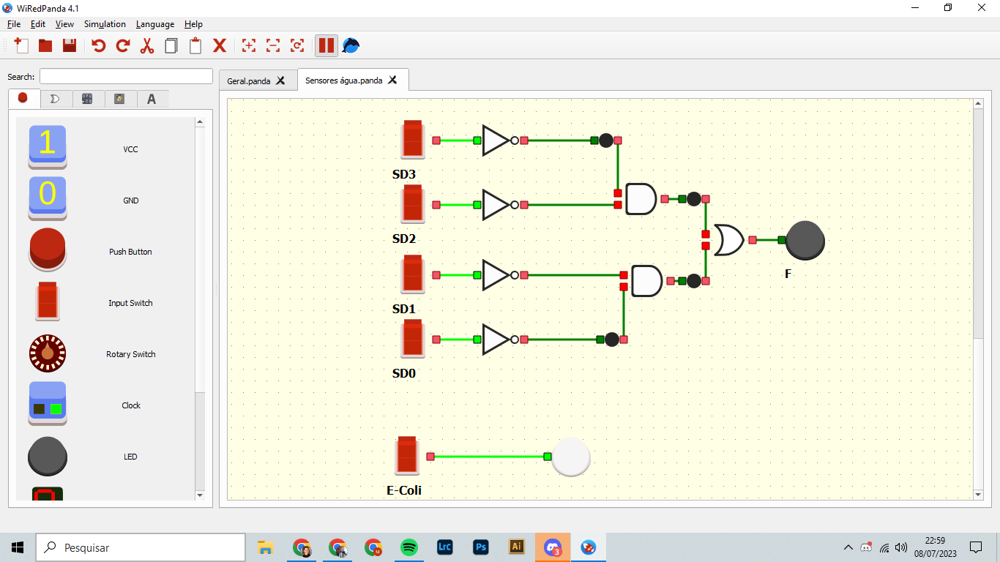 WiRedPanda 4.1
File Edit View Simulation Language Help
Search:
Geral.panda
Sensores água.panda
A
1
VCC
0
GND
Push Button
Input Switch
Rotary Switch
Clock
LED
SD3
SD2
SD1
SD0
F
E-Coli
Pesquisar
M
LrC
Ps
Ai
3
22:59
08/07/2023